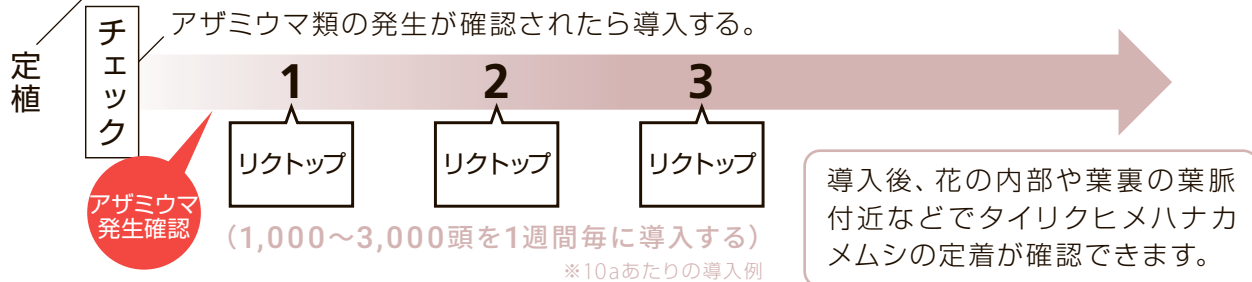 定植
チェック
アザミウマ類の発生が確認されたら導入する。
1
2
3
リクトップ
リクトップ
リクトップ
アザミウマ
発生確認
（1,000〜3,000頭を1週間毎に導入する）
※10aあたりの導入例
導入後、花の内部や葉裏の葉脈
付近などでタイリクヒメハナカ
メムシの定着が確認できます。